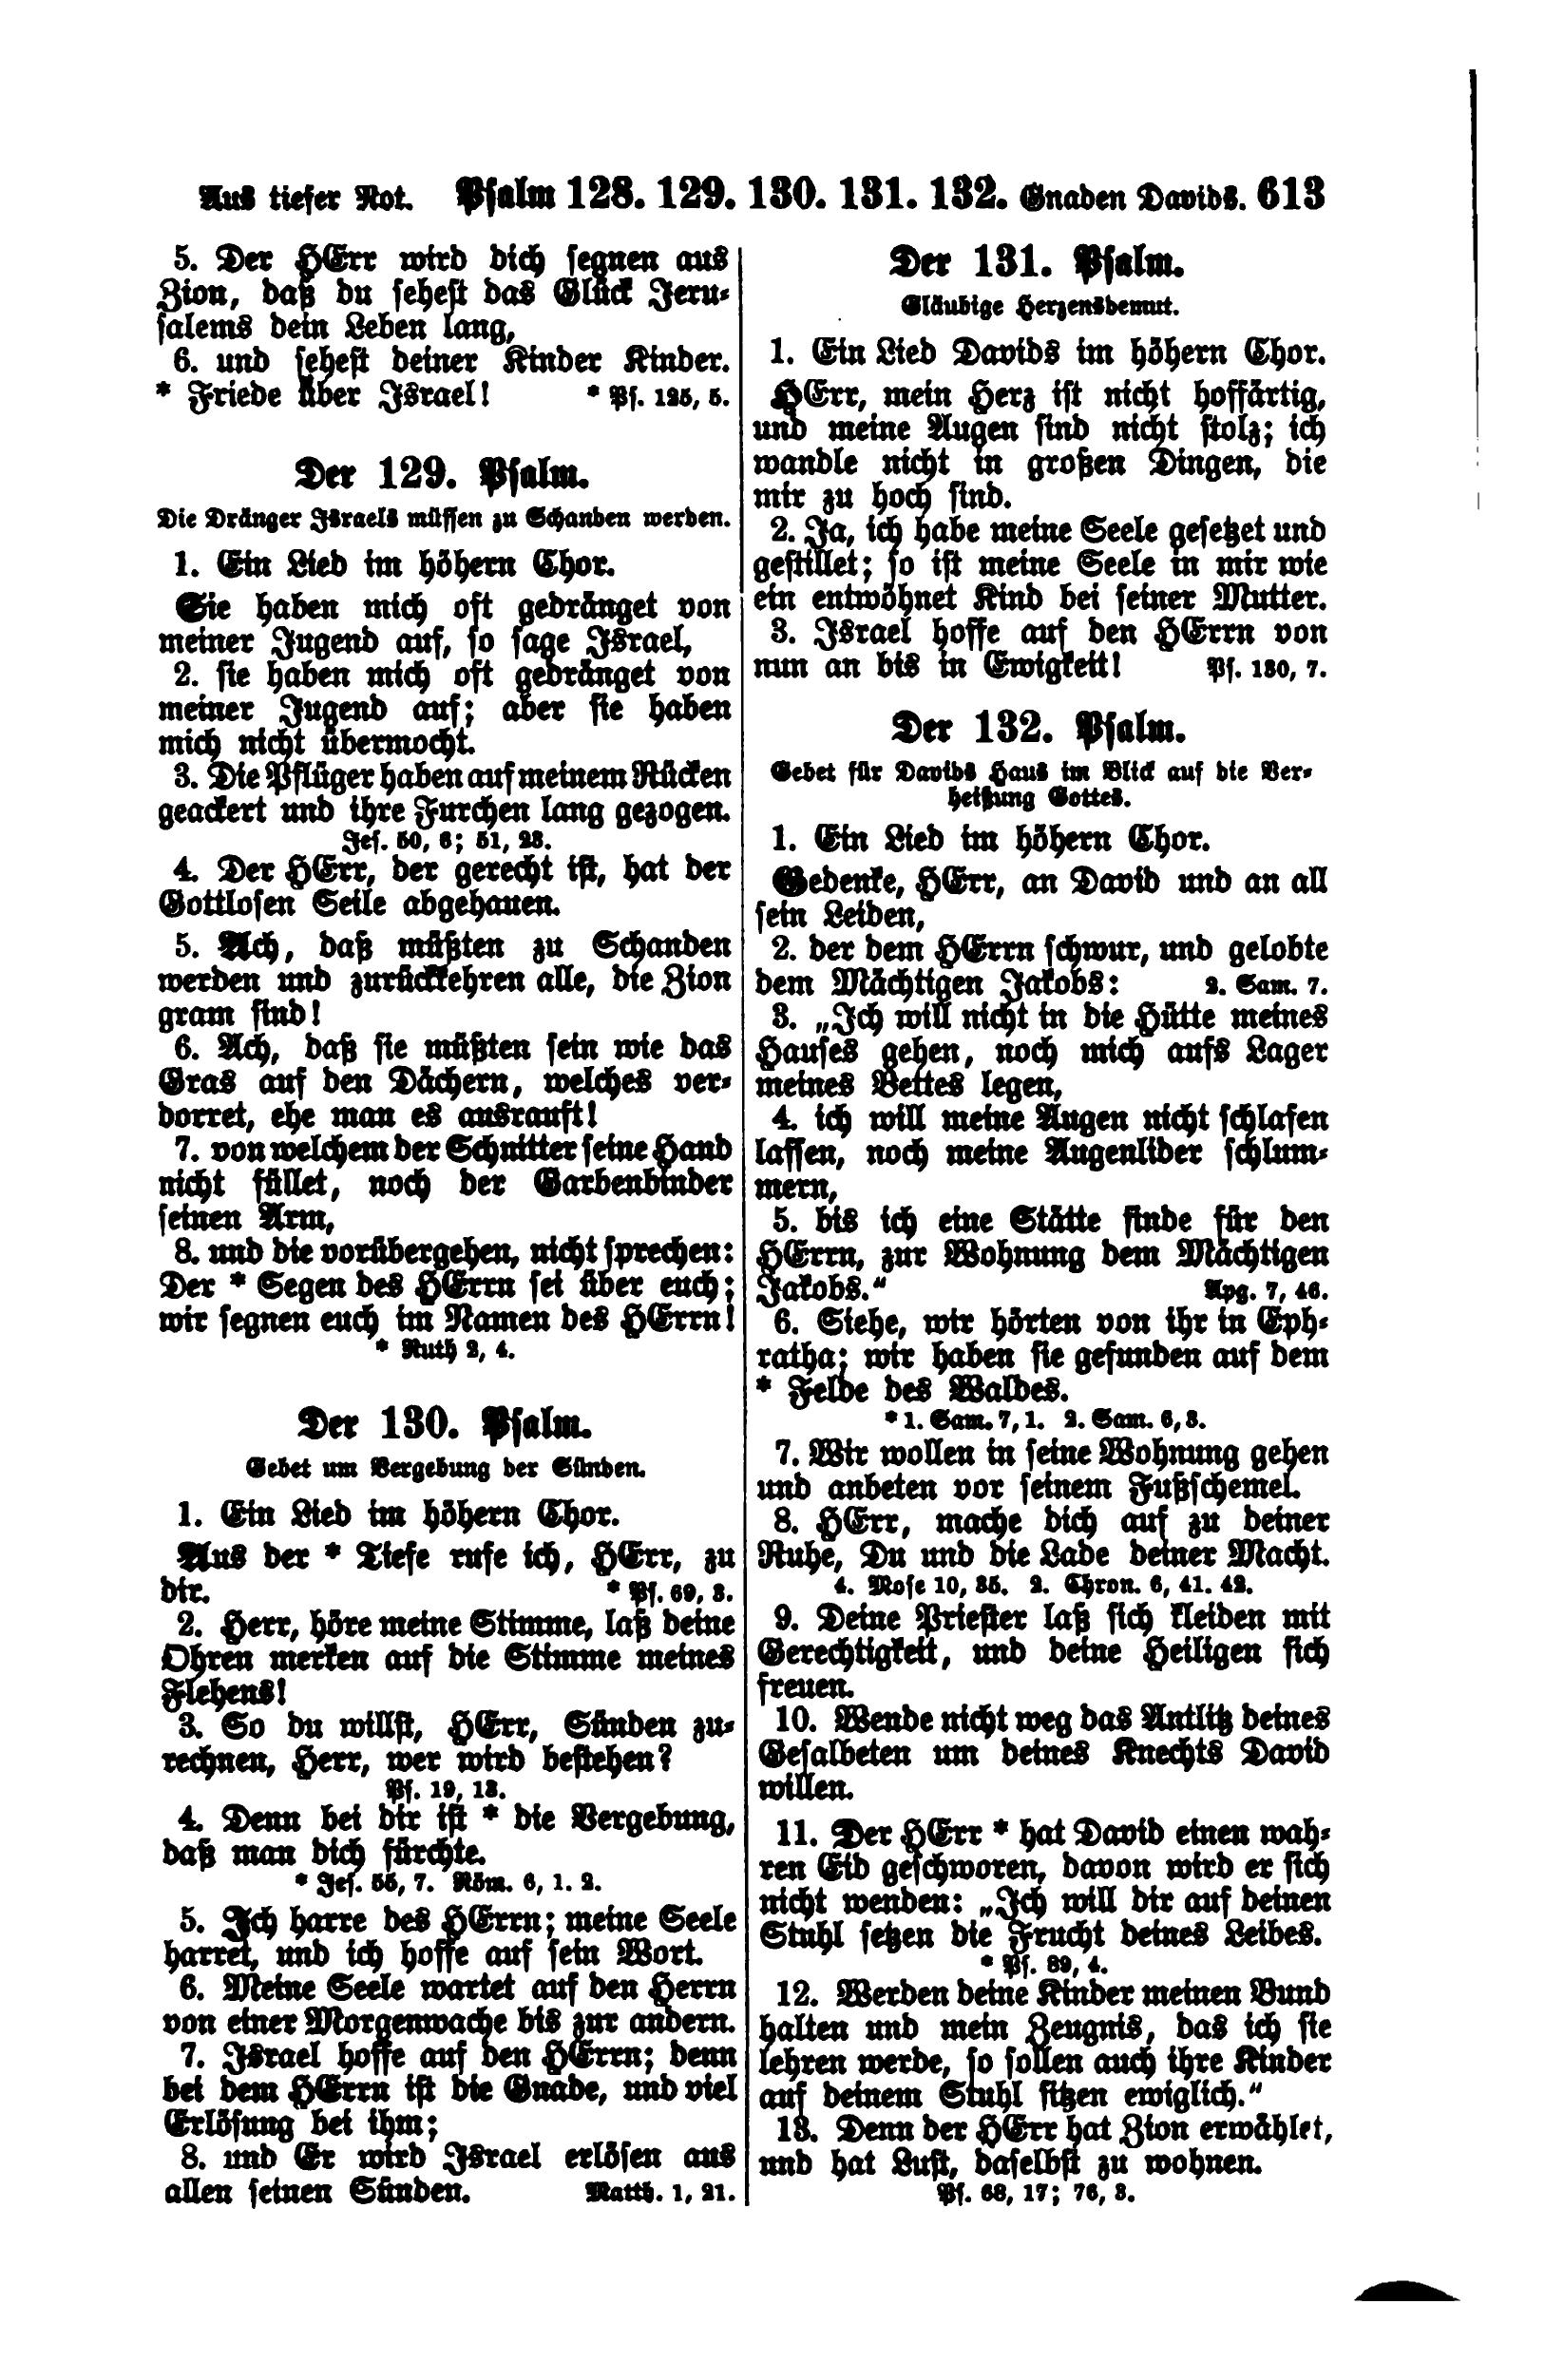 Aus tiefer Not. Psalm 128. 129. 130. 131. 132. Gnaden Davids. 613
5. Der HErr wird dich segnen aus
Zion, daß du sehest das Glück Jeru-
salems dein Leben lang,
6. und sehest deiner Kinder Kinder.
* Friede über Israel! * Ps. 125, 5.
Der 129. Psalm.
Die Dränger Israels müssen zu Schanden werden.
1. Ein Lied im höhern Chor.
Sie haben mich oft gedränget von
meiner Jugend auf, so sage Israel,
2. sie haben mich oft gedränget von
meiner Jugend auf; aber sie haben
mich nicht übermocht.
3. Die Pflüger haben auf meinem Rücken
geackert und ihre Furchen lang gezogen.
Jes. 50, 6; 51, 23.
4. Der HErr, der gerecht ist, hat der
Gottlosen Seile abgehauen.
5. Ach, daß müßten zu Schanden
werden und zurückkehren alle, die Zion
gram sind!
6. Ach, daß sie müßten sein wie das
Gras auf den Dächern, welches ver-
dorret, ehe man es ausrauft!
7. von welchem der Schnitter seine Hand
nicht füllet, noch der Garbenbinder
seinen Arm,
8. und die vorübergehen, nicht sprechen:
Der * Segen des HErrn sei über euch;
wir segnen euch im Namen des HErrn!
* Ruth 2, 4.
Der 130. Psalm.
Gebet um Vergebung der Sünden.
1. Ein Lied im höhern Chor.
Aus der * Tiefe rufe ich, HErr, zu
dir. * Ps. 69, 3.
2. Herr, höre meine Stimme, laß deine
Ohren merken auf die Stimme meines
Flehens!
3. So du willst, HErr, Sünden zu-
rechnen, Herr, wer wird bestehen?
Ps. 19, 13.
4. Denn bei dir ist * die Vergebung,
daß man dich fürchte.
* Jes. 55, 7. Röm. 6, 1. 2.
5. Ich harre des HErrn; meine Seele
harret, und ich hoffe auf sein Wort.
6. Meine Seele wartet auf den Herrn
von einer Morgenwache bis zur andern.
7. Israel hoffe auf den HErrn; denn
bei dem HErrn ist die Gnade, und viel
Erlösung bei ihm;
8. und Er wird Israel erlösen aus
allen seinen Sünden. Matth. 1, 21.
Der 131. Psalm.
Gläubige Herzensdemut.
1. Ein Lied Davids im höhern Chor.
HErr, mein Herz ist nicht hoffärtig,
und meine Augen sind nicht stolz; ich
wandle nicht in großen Dingen, die
mir zu hoch sind.
2. Ja, ich habe meine Seele gesetzet und
gestillet; so ist meine Seele in mir wie
ein entwöhnet Kind bei seiner Mutter.
3. Israel hoffe auf den HErrn von
nun an bis in Ewigkeit! Ps. 130, 7.
Der 132. Psalm.
Gebet für Davids Haus im Blick auf die Ver-
heißung Gottes.
1. Ein Lied im höhern Chor.
Gedenke, HErr, an David und an all
sein Leiden,
2. der dem HErrn schwur, und gelobte
dem Mächtigen Jakobs: 2. Sam. 7.
3. „Ich will nicht in die Hütte meines
Hauses gehen, noch mich aufs Lager
meines Bettes legen,
4. ich will meine Augen nicht schlafen
lassen, noch meine Augenlider schlum-
mern,
5. bis ich eine Stätte finde für den
HErrn, zur Wohnung dem Mächtigen
Jakobs.“ Apg. 7, 46.
6. Siehe, wir hörten von ihr in Eph-
ratha; wir haben sie gefunden auf dem
* Felde des Waldes.
* 1. Sam. 7, 1. 2. Sam. 6, 3.
7. Wir wollen in seine Wohnung gehen
und anbeten vor seinem Fußschemel.
8. HErr, mache dich auf zu deiner
Ruhe, Du und die Lade deiner Macht.
4. Mose 10, 35. 2. Chron. 6, 41. 42.
9. Deine Priester laß sich kleiden mit
Gerechtigkeit, und deine Heiligen sich
freuen.
10. Wende nicht weg das Antlitz deines
Gesalbeten um deines Knechts David
willen.
11. Der HErr * hat David einen wah-
ren Eid geschworen, davon wird er sich
nicht wenden: „Ich will dir auf deinen
Stuhl setzen die Frucht deines Leibes.
* Ps. 89, 4.
12. Werden deine Kinder meinen Bund
halten und mein Zeugnis, das ich sie
lehren werde, so sollen auch ihre Kinder
auf deinem Stuhl sitzen ewiglich.“
13. Denn der HErr hat Zion erwählet,
und hat Lust, daselbst zu wohnen.
Ps. 68, 17; 76, 3.